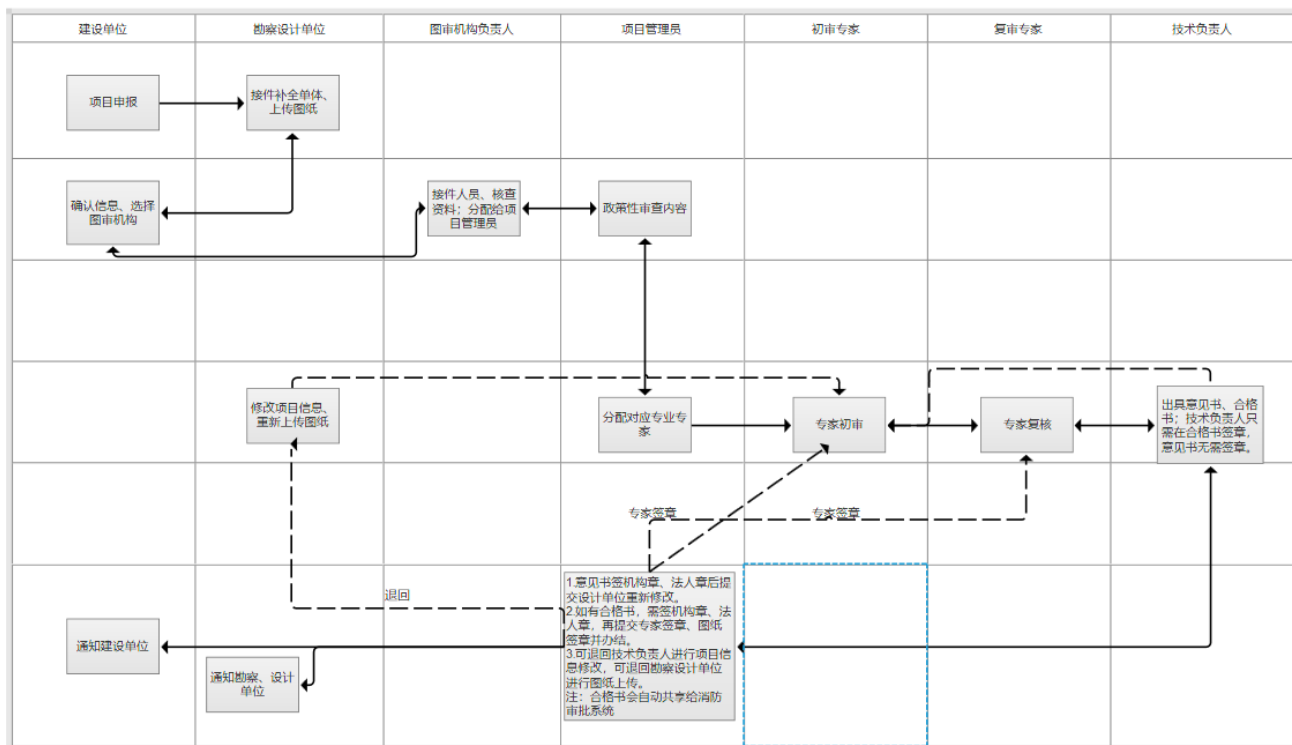 建设单位
勘察设计单位
图审机构负责人
项目管理员
初审专家
复审专家
技术负责人
项目申报
接件补全单体、
上传图纸
确认信息、选择
图审机构
接件人员、核查
资料；分配给项
目管理员
政策性审查内容
修改项目信息、
重新上传图纸
分配对应专业专
家
专家初审
专家复核
出具意见书、合格
书；技术负责人只
需在合格书签章，
意见书无需签章。
专家签章
专家签章
退回
通知建设单位
通知勘察、设计
单位
1.意见书签机构章、法人章后提
交设计单位重新修改。
2.如有合格书，需签机构章、法
人章，再提交专家签章、图纸
签章并办结。
3.可退回技术负责人进行项目信
息修改，可退回勘察设计单位
进行图纸上传。
注：合格书会自动共享给消防
审批系统